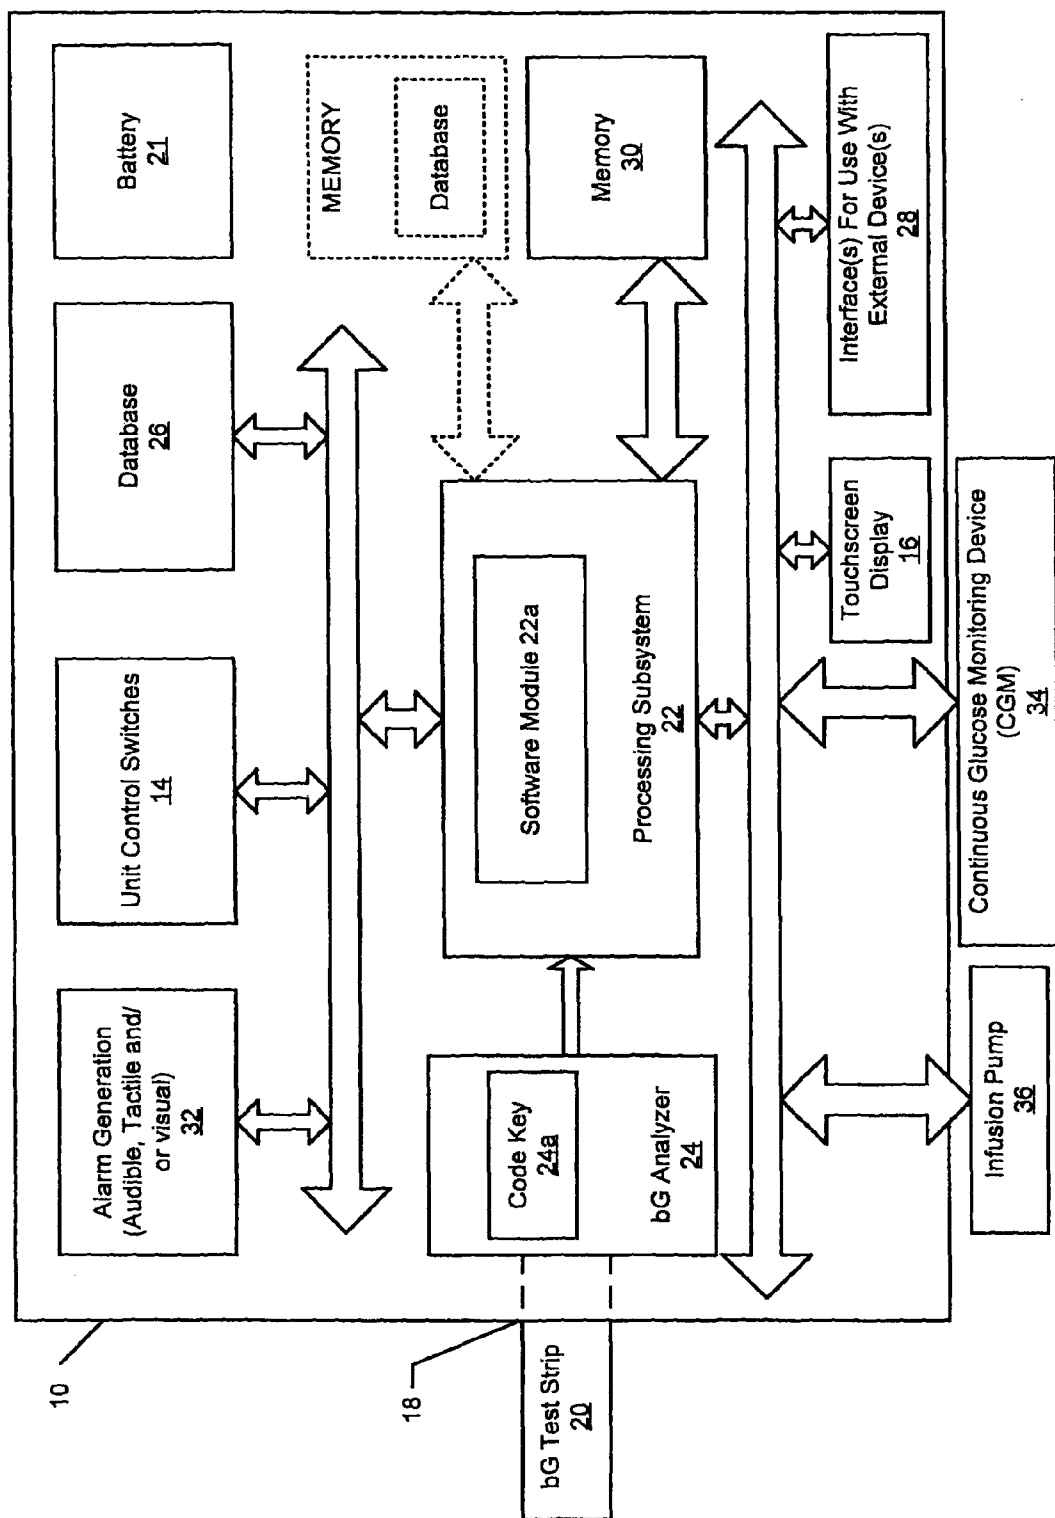 10
Alarm Generation
(Audible, Tactile and/
or visual)
32
Unit Control Switches
14
Database
26
Battery
21
MEMORY
Database
18
bG Test Strip
20
Code Key
24a
bG Analyzer
24
Software Module 22a
Processing Subsystem
22
Memory
30
Infusion Pump
36
Continuous Glucose Monitoring Device
(CGM)
34
Touchscreen
Display
16
Interface(s) For Use With
External Device(s)
28